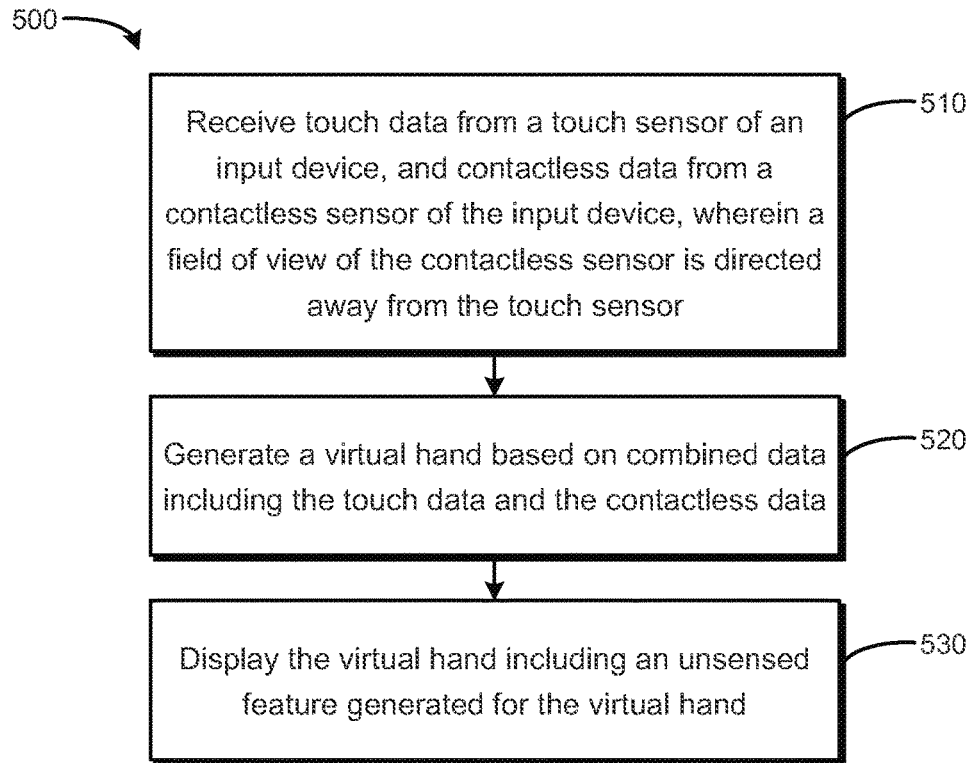 500
510
Receive touch data from a touch sensor of an
input device, and contactless data from a
contactless sensor of the input device, wherein a
field of view of the contactless sensor is directed
away from the touch sensor
520
Generate a virtual hand based on combined data
including the touch data and the contactless data
530
Display the virtual hand including an unsensed
feature generated for the virtual hand